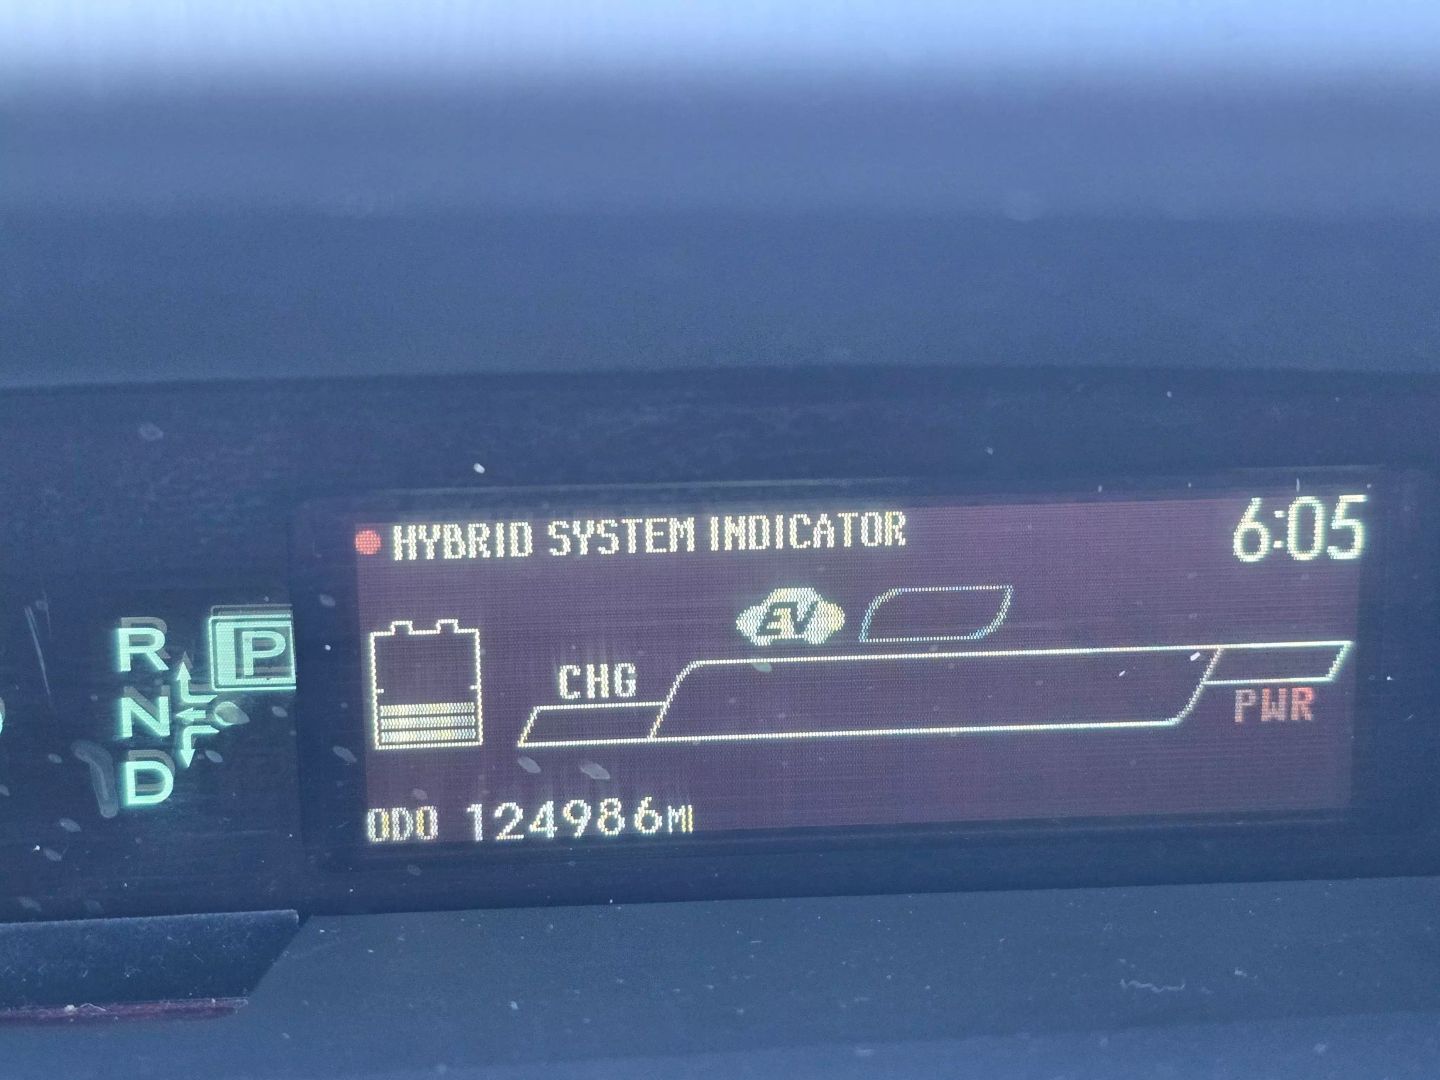 HYBRID SYSTEM INDICATOR
6:05
EV
R
P
N
D
CHG
PWR
ODO 124986MI